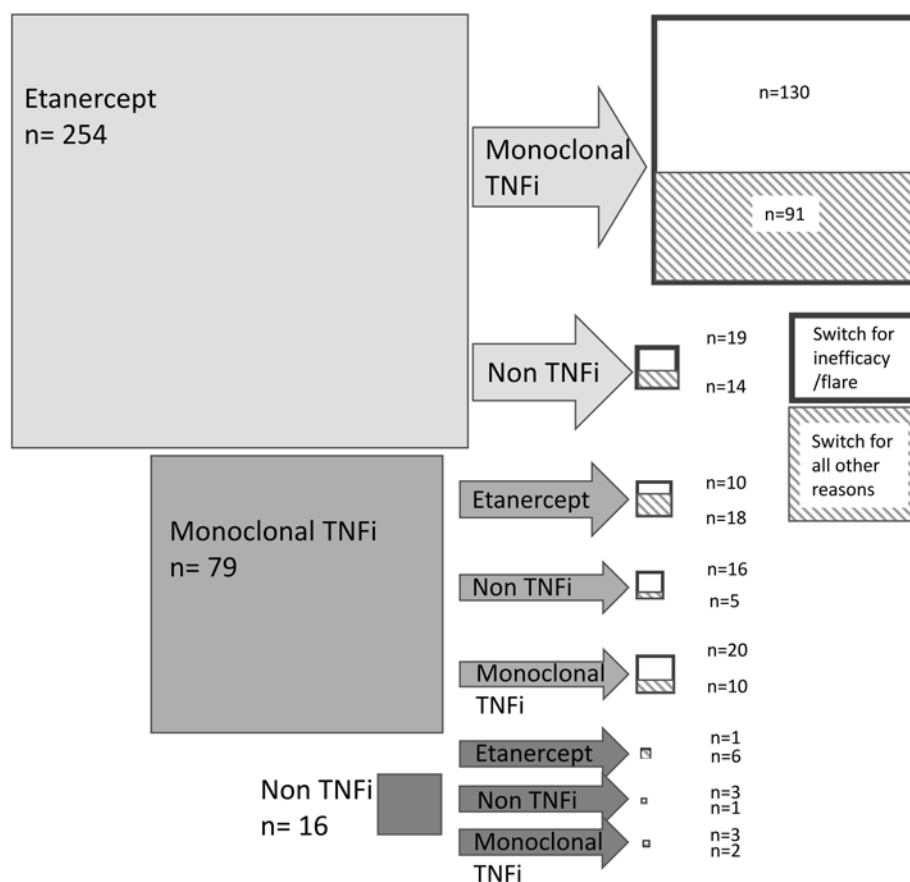 Etanercept
n= 254
Monoclonal
TNFi
n=130
n=91
Non TNFi
n=19
n=14
Switch for
inefficacy
/flare
Switch for
all other
reasons
Monoclonal TNFi
n= 79
Etanercept
n=10
n=18
Non TNFi
n=16
n=5
Monoclonal
TNFi
n=20
n=10
Non TNFi
n= 16
Etanercept
n=1
n=6
Non TNFi
n=3
n=1
Monoclonal
TNFi
n=3
n=2